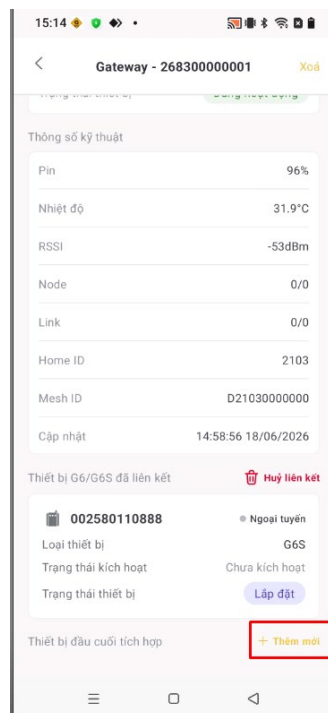 15:14
Gateway - 268300000001 Xoá
Thông số kỹ thuật
Pin 96%
Nhiệt độ 31.9°C
RSSI -53dBm
Node 0/0
Link 0/0
Home ID 2103
Mesh ID D21030000000
Cập nhật 14:58:56 18/06/2026
Thiết bị G6/G6S đã liên kết Huỷ liên kết
002580110888 Ngoại tuyến
Loại thiết bị G6S
Trạng thái kích hoạt Chưa kích hoạt
Trạng thái thiết bị Lắp đặt
Thiết bị đầu cuối tích hợp + Thêm mới